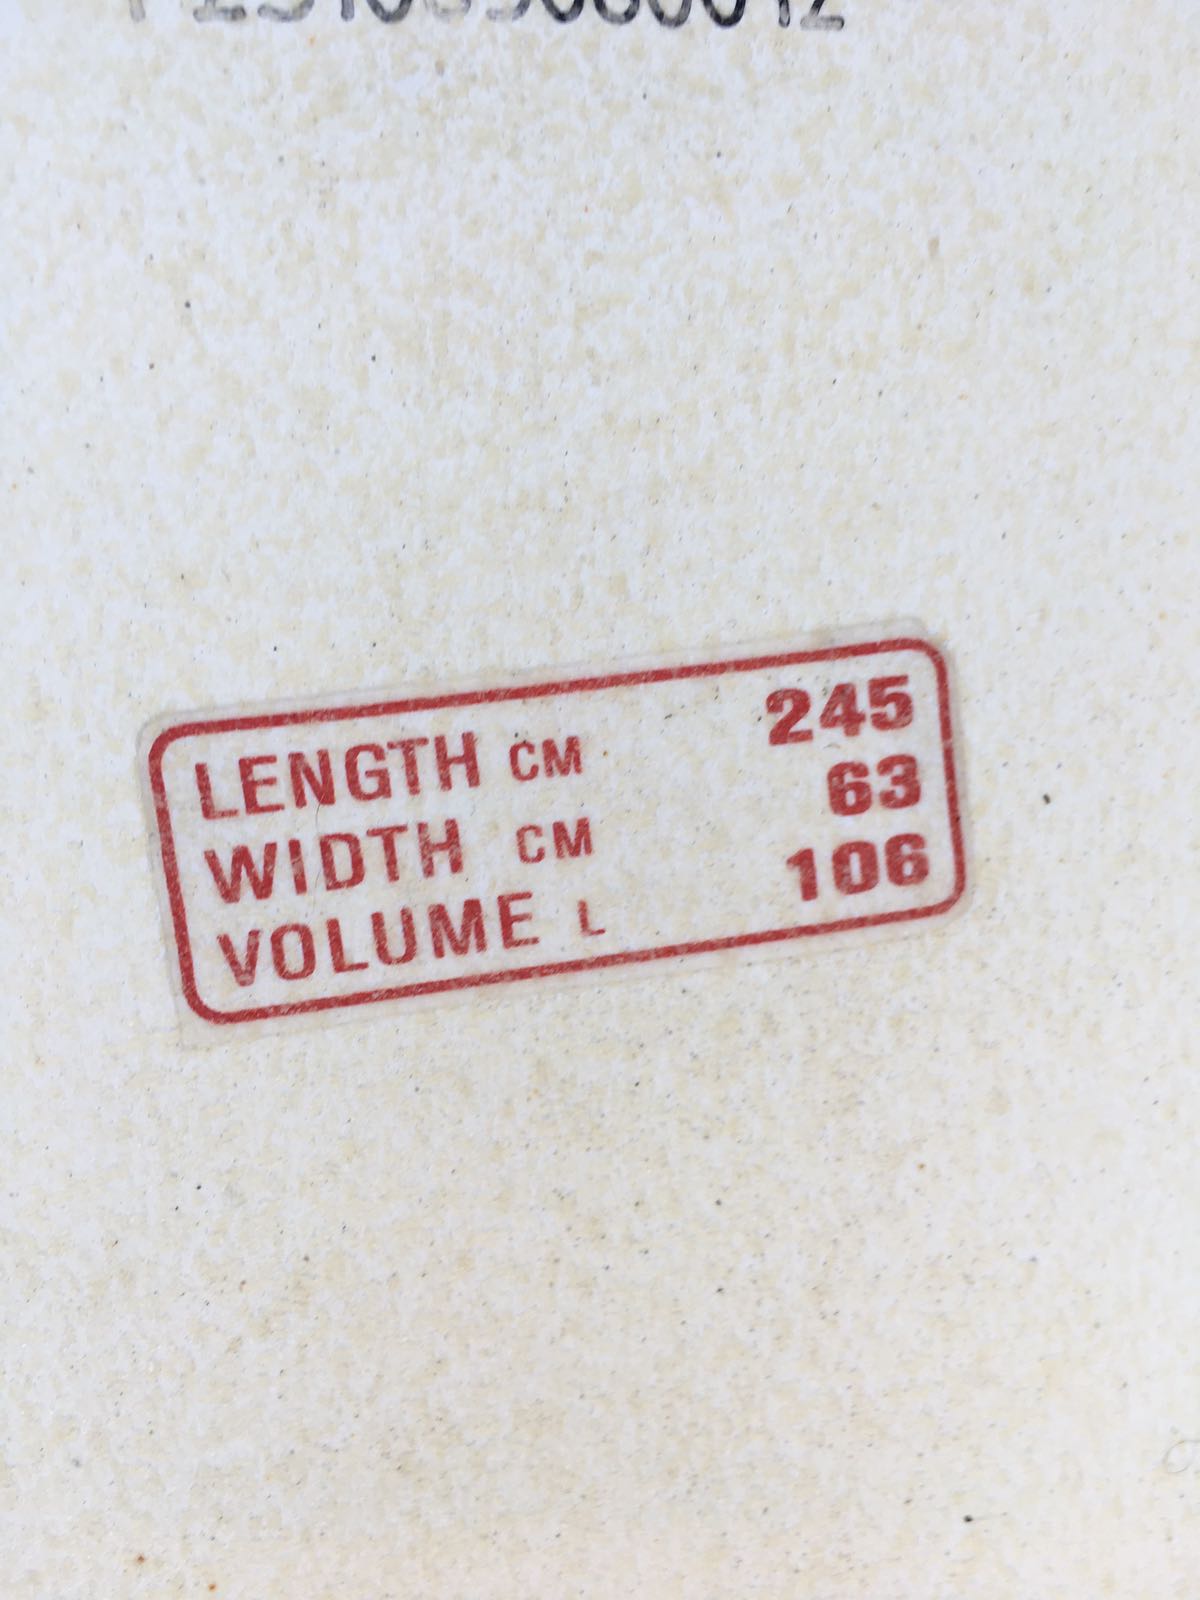 LENGTH CM 245
WIDTH CM 63
VOLUME L 106